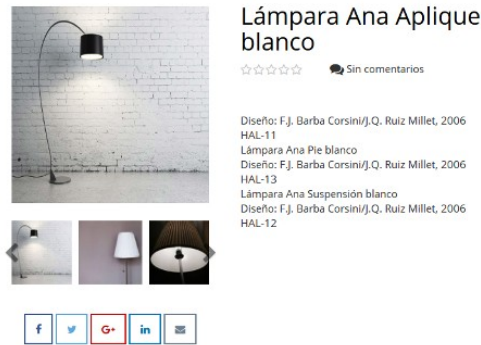 Lámpara Ana Aplique
blanco
Sin comentarios
Diseño: F.J. Barba Corsini/J.Q. Ruiz Millet, 2006
HAL-11
Lámpara Ana Pie blanco
Diseño: F.J. Barba Corsini/J.Q. Ruiz Millet, 2006
HAL-13
Lámpara Ana Suspensión blanco
Diseño: F.J. Barba Corsini/J.Q. Ruiz Millet, 2006
HAL-12
f
G+
in